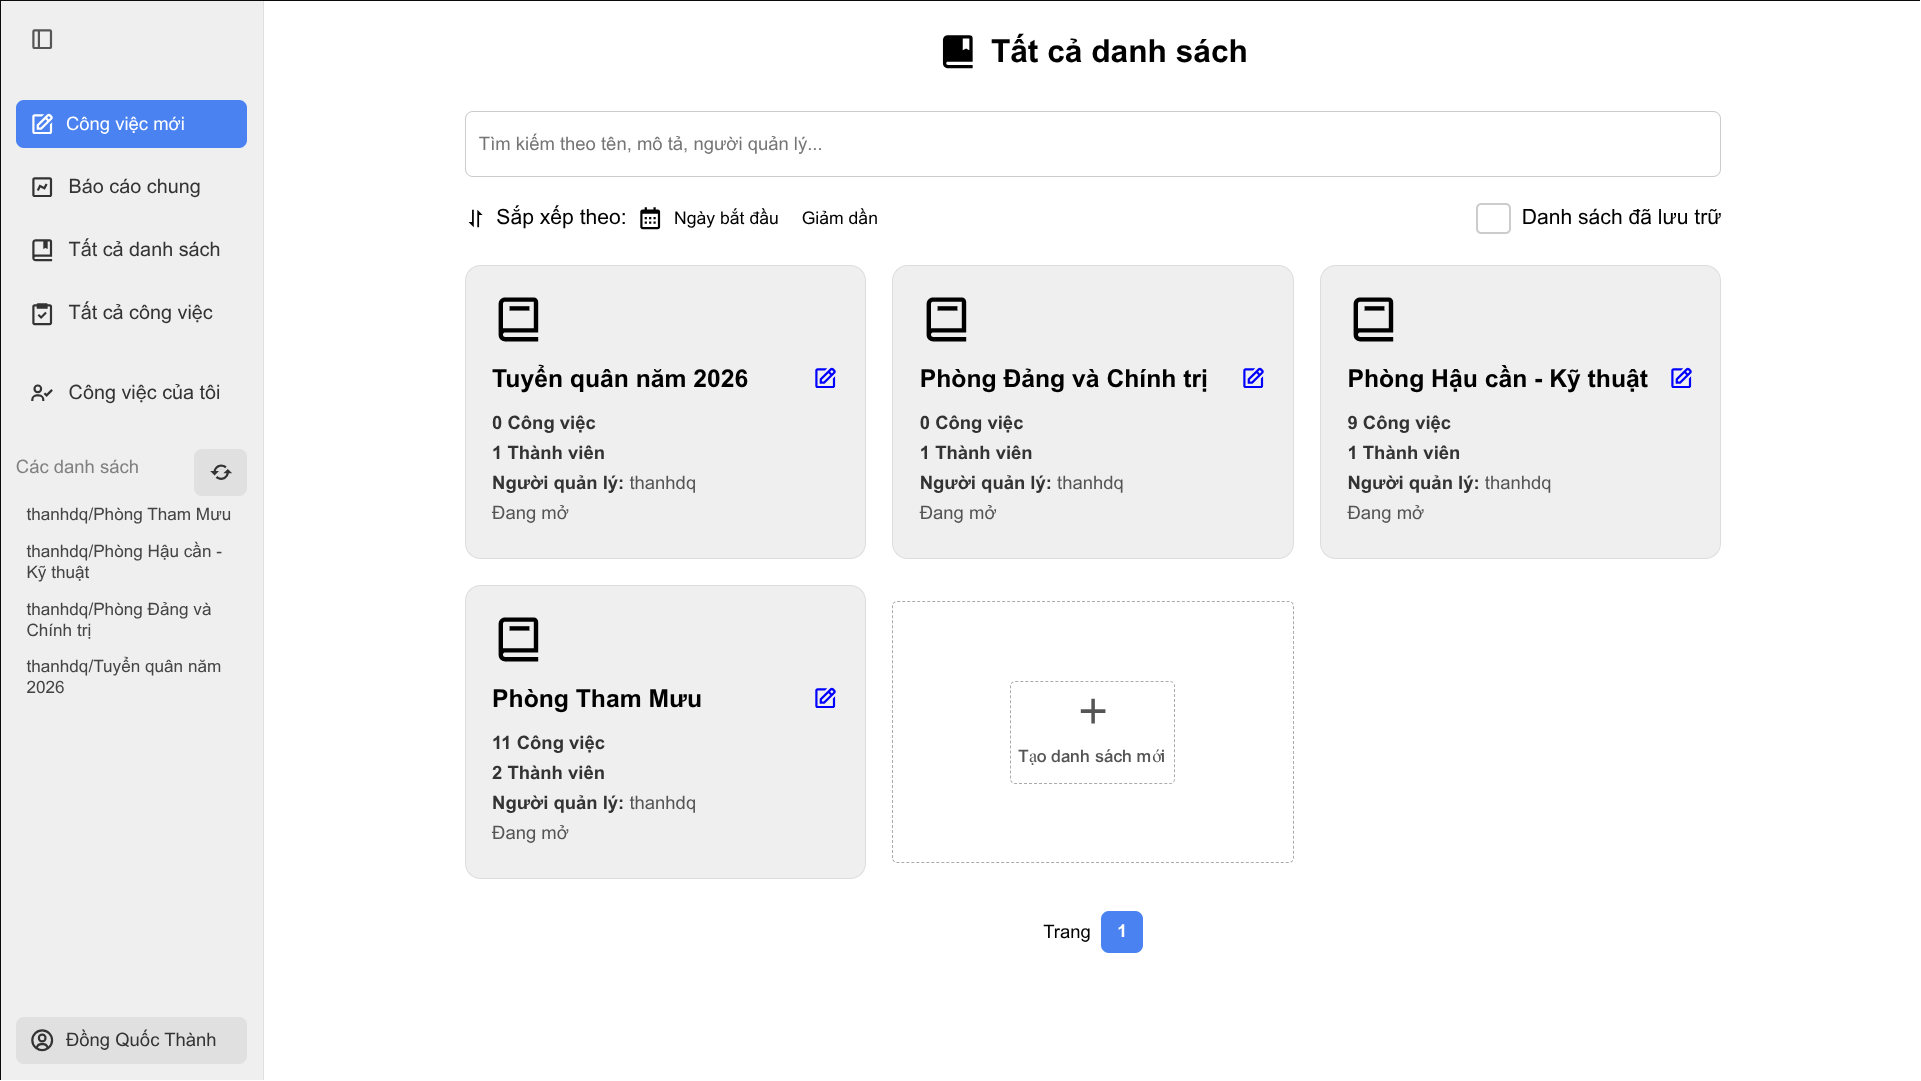 Công việc mới
Báo cáo chung
Tất cả danh sách
Tất cả công việc
Công việc của tôi
Các danh sách
thanhdq/Phòng Tham Mưu
thanhdq/Phòng Hậu cần -
Kỹ thuật
thanhdq/Phòng Đảng và
Chính trị
thanhdq/Tuyển quân năm
2026
Đồng Quốc Thành
Tất cả danh sách
Tìm kiếm theo tên, mô tả, người quản lý...
Sắp xếp theo: Ngày bắt đầu Giảm dần
Danh sách đã lưu trữ
Tuyển quân năm 2026
0 Công việc
1 Thành viên
Người quản lý: thanhdq
Đang mở
Phòng Đảng và Chính trị
0 Công việc
1 Thành viên
Người quản lý: thanhdq
Đang mở
Phòng Hậu cần - Kỹ thuật
9 Công việc
1 Thành viên
Người quản lý: thanhdq
Đang mở
Phòng Tham Mưu
11 Công việc
2 Thành viên
Người quản lý: thanhdq
Đang mở
Tạo danh sách mới
Trang 1